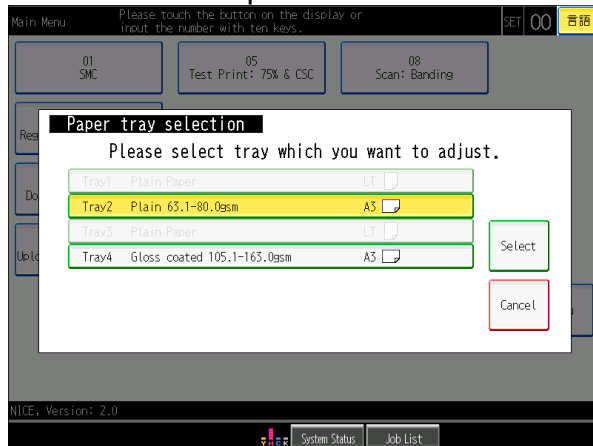 Main Menu
Please touch the button on the display or
input the number with ten keys.
SET 00 言語
01
SMC
05
Test Print: 75% & CSC
08
Scan: Banding
Reg
Paper tray selection
Please select tray which you want to adjust.
Tray1 Plain Paper LT
Do
Tray2 Plain 63.1-80.0gsm A3
Tray3 Plain Paper LT
Uplo
Tray4 Gloss coated 105.1-163.0gsm A3
Select
Cancel
NICE, Version: 2.0
Y M C K System Status Job List